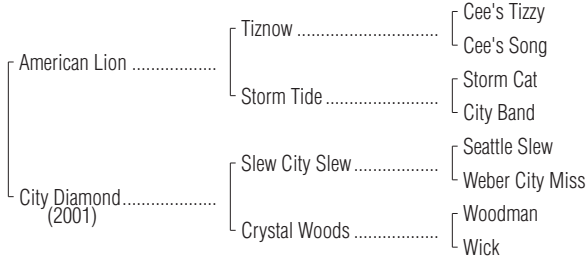 Cee's Tizzy
Tiznow ..................................
Cee's Song
American Lion ....................
Storm Cat
Storm Tide ...........................
City Band
Seattle Slew
Slew City Slew ....................
Weber City Miss
City Diamond......................
(2001)
Woodman
Crystal Woods ....................
Wick